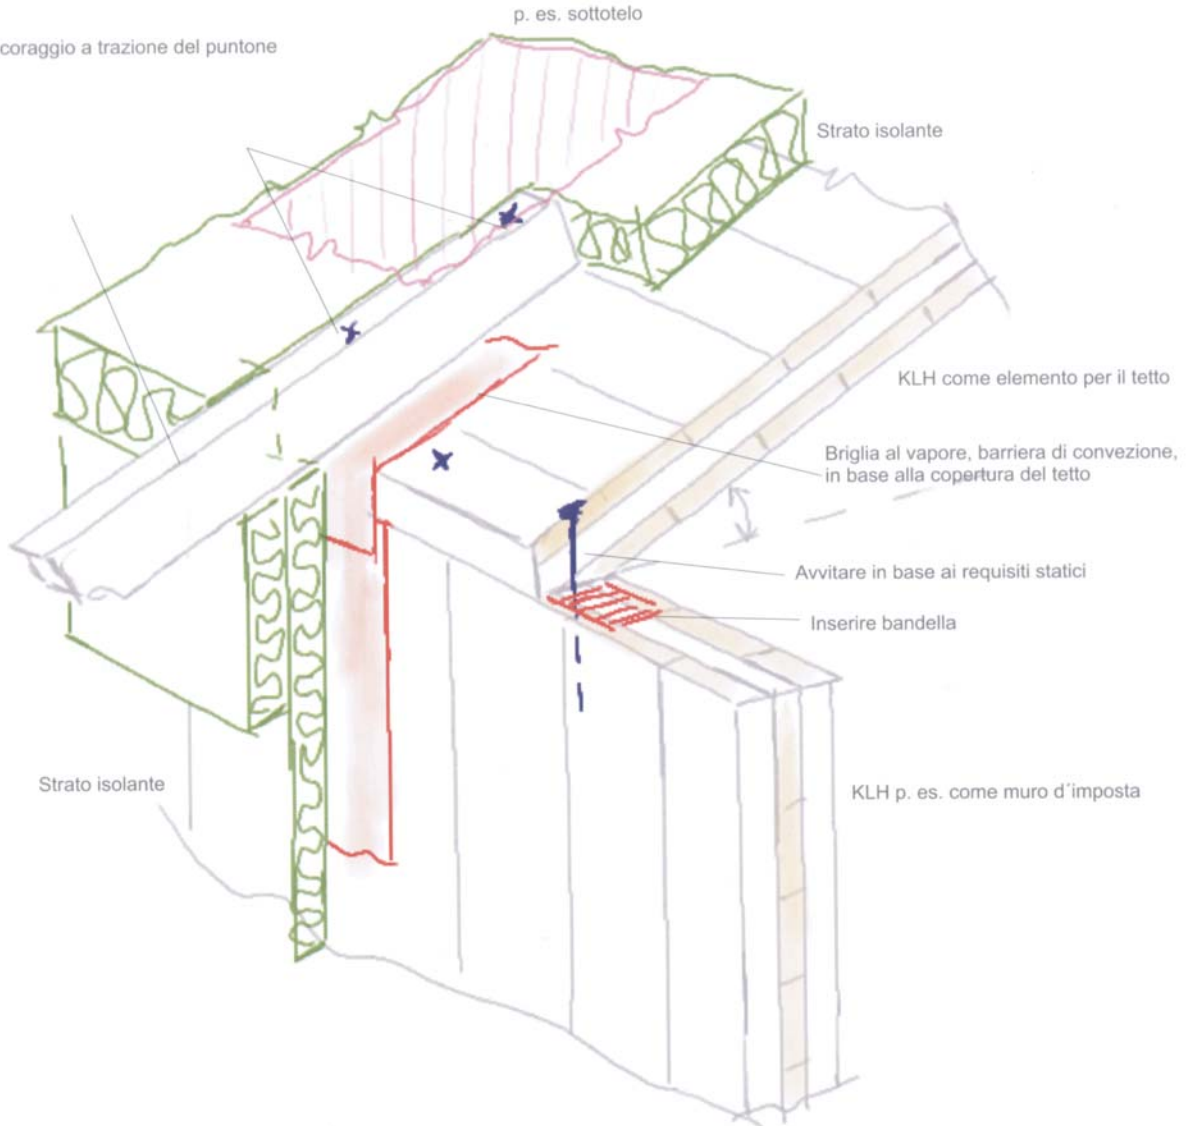 p. es. sottotelo
coraggio a trazione del puntone
Strato isolante
KLH come elemento per il tetto
Briglia al vapore, barriera di convezione,
in base alla copertura del tetto
Avvitare in base ai requisiti statici
Inserire bandella
Strato isolante
KLH p. es. come muro d´imposta